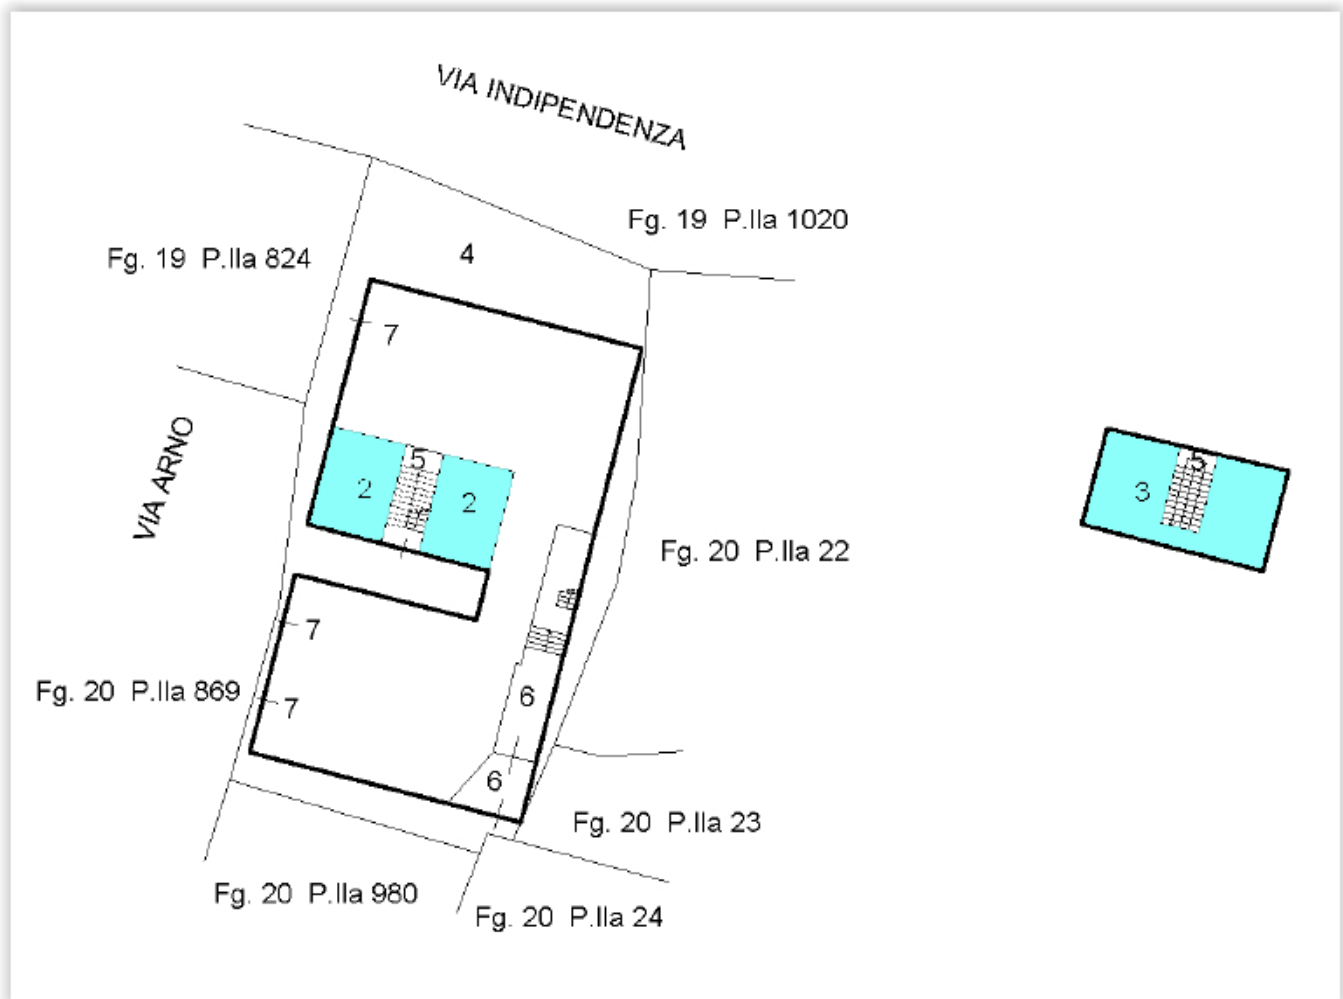 VIA INDIPENDENZA
Fg. 19 P.lla 1020
Fg. 19 P.lla 824
4
7
VIA ARNO
5
2
2
5
3
Fg. 20 P.lla 22
7
Fg. 20 P.lla 869
7
6
6
Fg. 20 P.lla 23
Fg. 20 P.lla 980
Fg. 20 P.lla 24